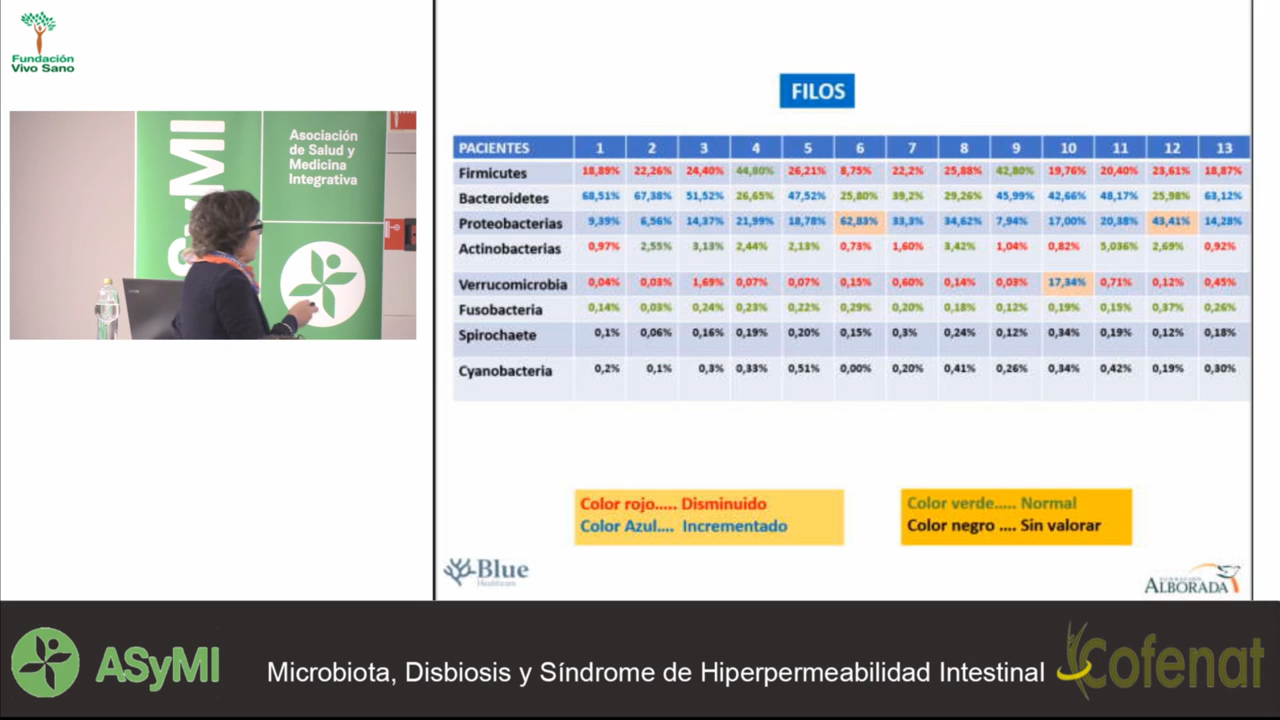 Fundación
Vivo Sano
SyMI
Asociación
de Salud y
Medicina
Integrativa
FILOS
PACIENTES 1 2 3 4 5 6 7 8 9 10 11 12 13
Firmicutes 18,89% 22,26% 24,40% 44,80% 26,21% 8,75% 22,2% 25,88% 42,80% 19,76% 20,40% 23,61% 18,87%
Bacteroidetes 68,51% 67,38% 51,52% 26,65% 47,52% 25,80% 39,2% 29,26% 45,99% 42,66% 48,17% 25,98% 63,12%
Proteobacterias 9,39% 6,56% 14,37% 21,99% 18,78% 62,83% 33,3% 34,62% 7,94% 17,00% 20,38% 43,41% 14,28%
Actinobacterias 0,97% 2,55% 3,13% 2,44% 2,13% 0,73% 1,60% 3,42% 1,04% 0,82% 5,036% 2,69% 0,92%
Verrucomicrobia 0,04% 0,03% 1,69% 0,07% 0,07% 0,15% 0,60% 0,14% 0,03% 17,34% 0,71% 0,12% 0,45%
Fusobacteria 0,14% 0,03% 0,24% 0,23% 0,22% 0,29% 0,20% 0,18% 0,12% 0,19% 0,15% 0,37% 0,26%
Spirochaete 0,1% 0,06% 0,16% 0,19% 0,20% 0,15% 0,3% 0,24% 0,12% 0,34% 0,19% 0,12% 0,18%
Cyanobacteria 0,2% 0,1% 0,3% 0,33% 0,51% 0,00% 0,20% 0,41% 0,26% 0,34% 0,42% 0,19% 0,30%
Color rojo..... Disminuido
Color Azul.... Incrementado
Color verde..... Normal
Color negro .... Sin valorar
Blue
Healthcare
FUNDACIÓN
ALBORADA
ASyMI
Microbiota, Disbiosis y Síndrome de Hiperpermeabilidad Intestinal
Cofenat